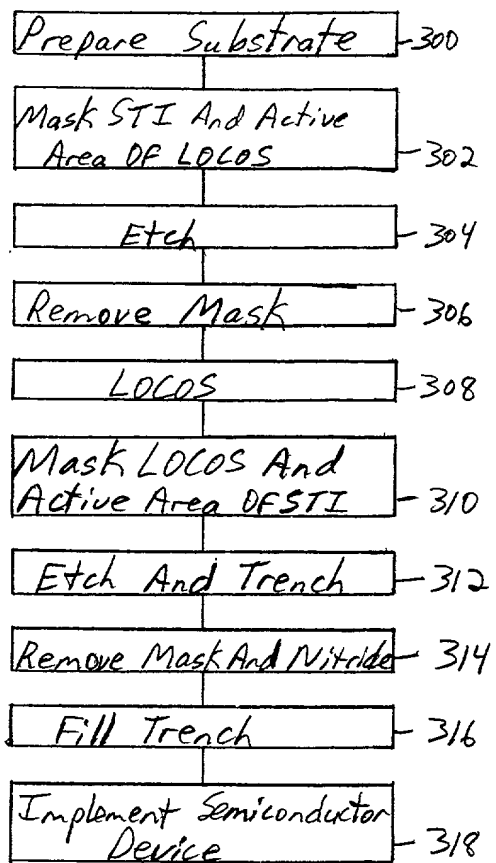 Prepare Substrate 300
Mask STI And Active
Area OF LOCOS 302
Etch 304
Remove Mask 306
LOCOS 308
Mask LOCOS And
Active Area OF STI 310
Etch And Trench 312
Remove Mask And Nitride 314
Fill Trench 316
Implement Semiconductor
Device 318